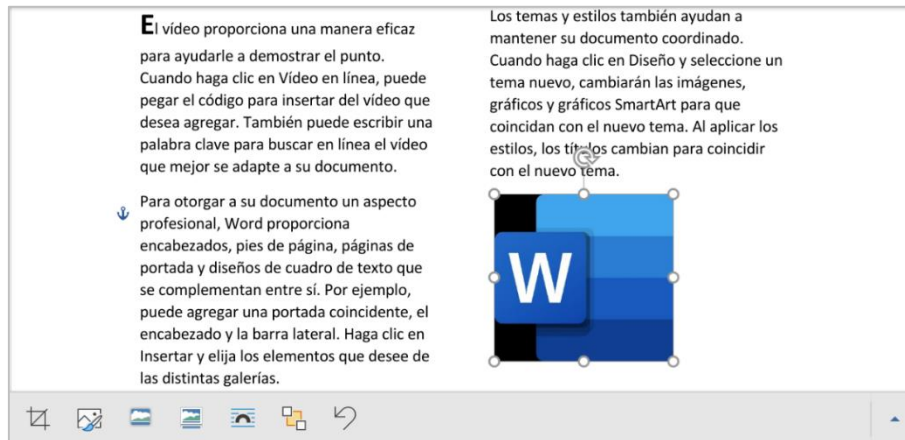 El vídeo proporciona una manera eficaz
para ayudarle a demostrar el punto.
Cuando haga clic en Vídeo en línea, puede
pegar el código para insertar del vídeo que
desea agregar. También puede escribir una
palabra clave para buscar en línea el vídeo
que mejor se adapte a su documento.
Para otorgar a su documento un aspecto
profesional, Word proporciona
encabezados, pies de página, páginas de
portada y diseños de cuadro de texto que
se complementan entre sí. Por ejemplo,
puede agregar una portada coincidente, el
encabezado y la barra lateral. Haga clic en
Insertar y elija los elementos que desee de
las distintas galerías.
Los temas y estilos también ayudan a
mantener su documento coordinado.
Cuando haga clic en Diseño y seleccione un
tema nuevo, cambiarán las imágenes,
gráficos y gráficos SmartArt para que
coincidan con el nuevo tema. Al aplicar los
estilos, los títulos cambian para coincidir
con el nuevo tema.
W